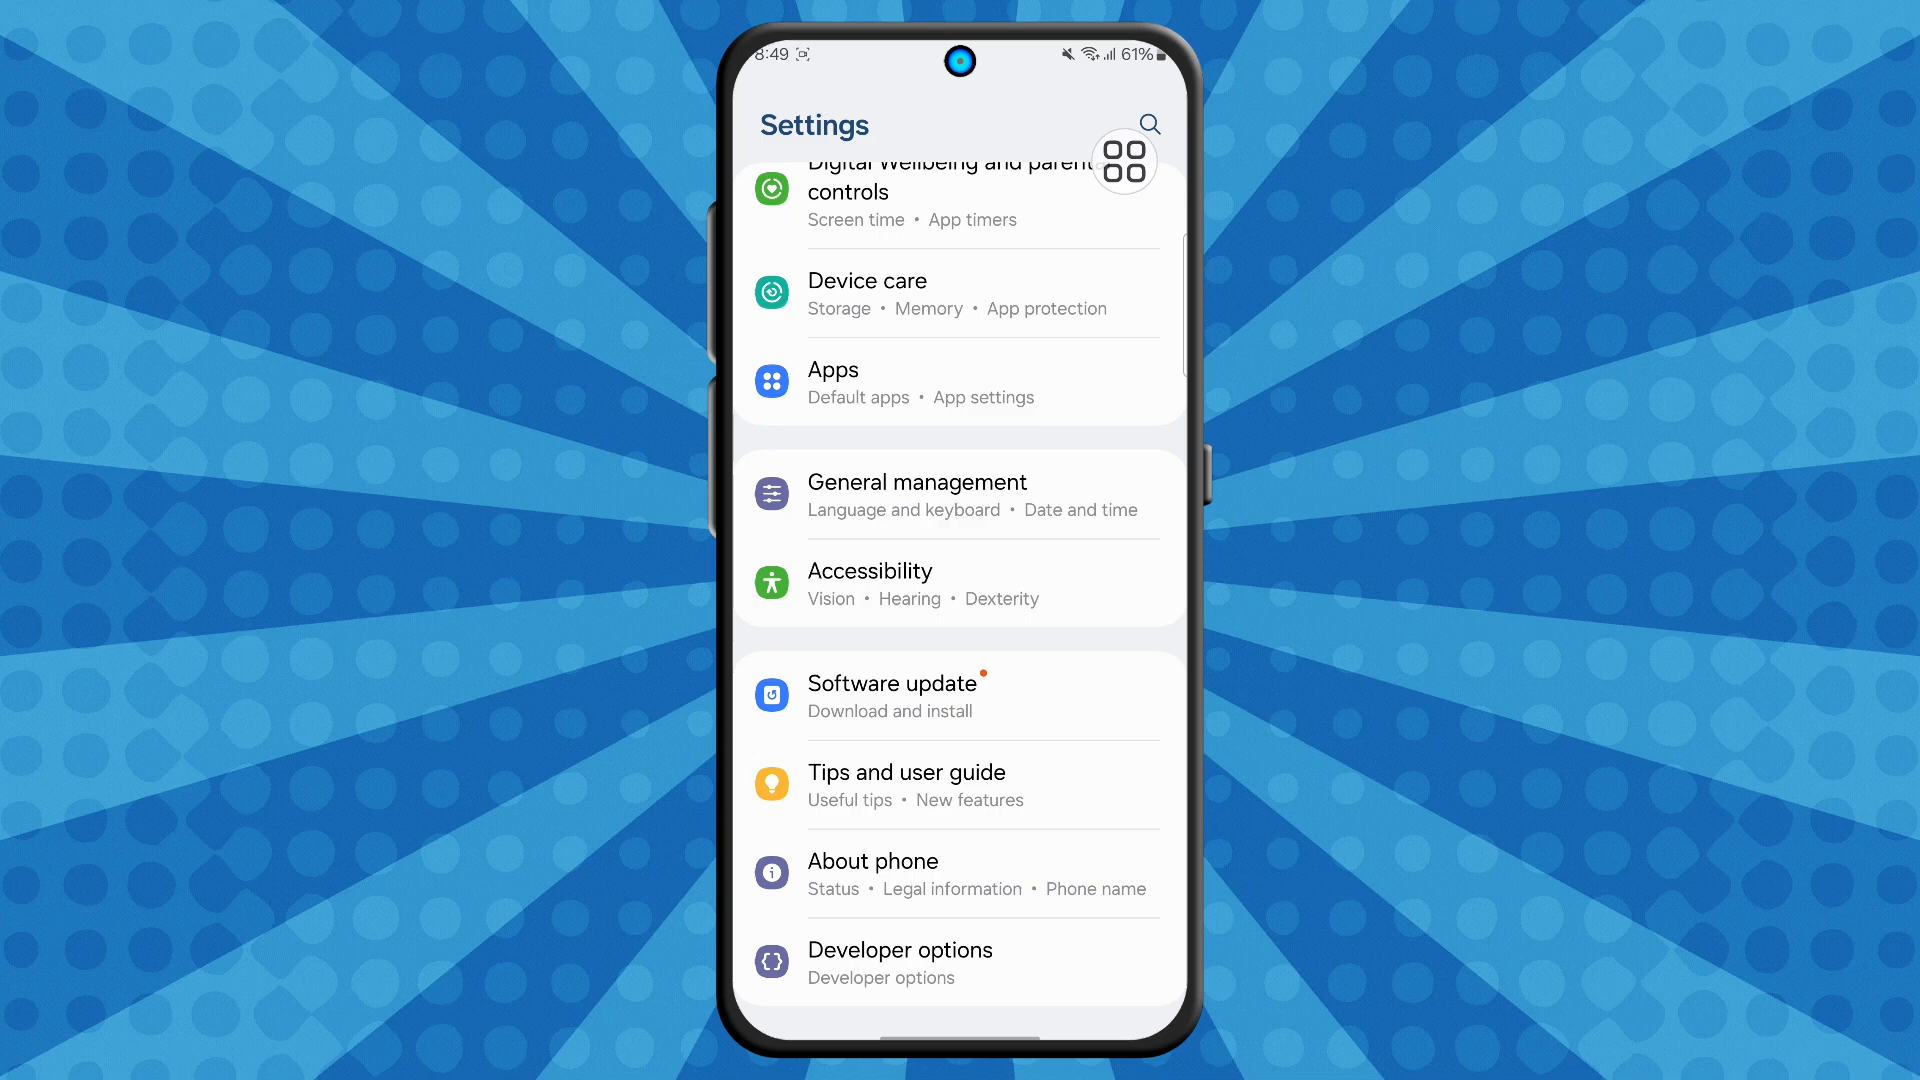 8:49
61%
Settings
Digital Wellbeing and parental
controls
Screen time • App timers
Device care
Storage • Memory • App protection
Apps
Default apps • App settings
General management
Language and keyboard • Date and time
Accessibility
Vision • Hearing • Dexterity
Software update
Download and install
Tips and user guide
Useful tips • New features
About phone
Status • Legal information • Phone name
Developer options
Developer options